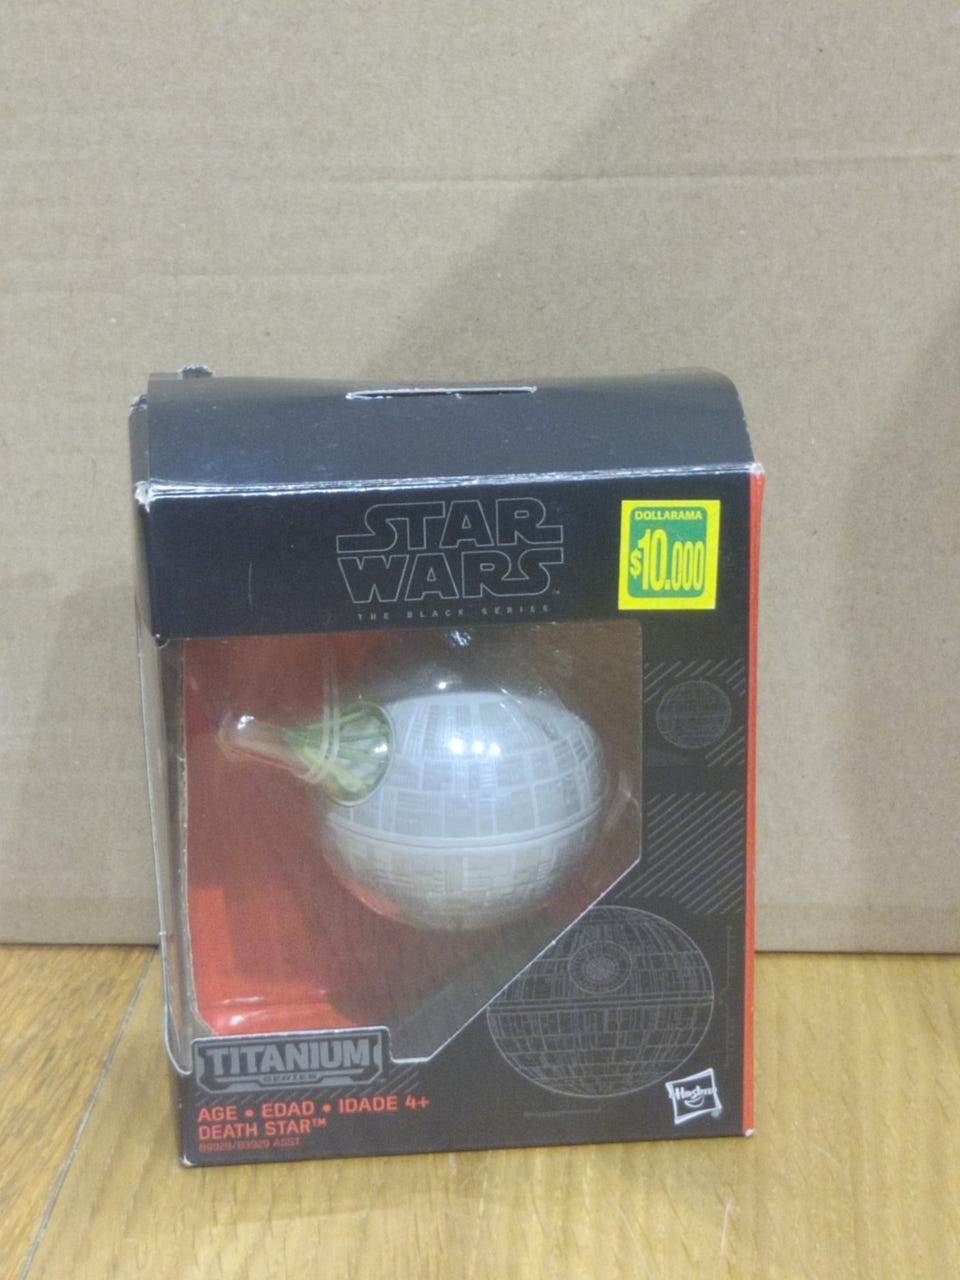 STAR
WARS
THE BLACK SERIES
DOLLARAMA
$10.000
TITANIUM
SERIES
AGE • EDAD • IDADE 4+
DEATH STAR™
Hasbro